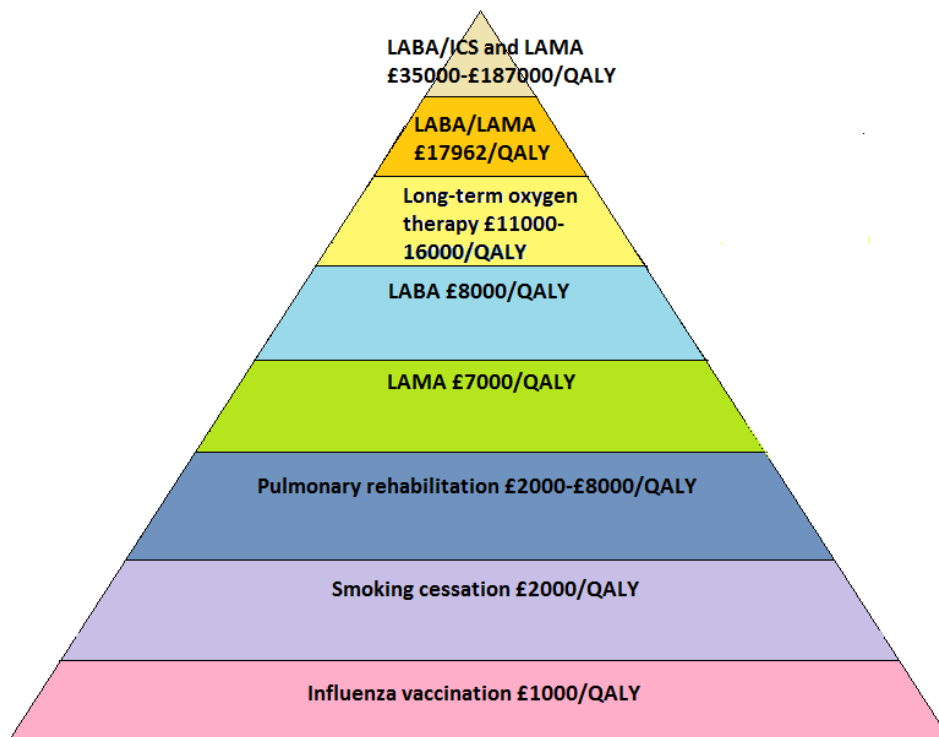 LABA/ICS and LAMA
£35000-£187000/QALY
LABA/LAMA
£17962/QALY
Long-term oxygen
therapy £11000-
16000/QALY
LABA £8000/QALY
LAMA £7000/QALY
Pulmonary rehabilitation £2000-£8000/QALY
Smoking cessation £2000/QALY
Influenza vaccination £1000/QALY